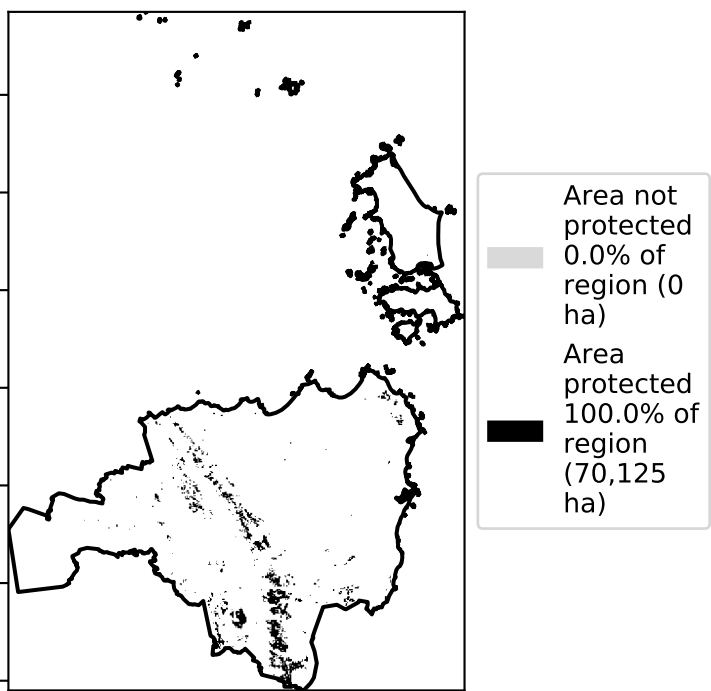 Area not
protected
0.0% of
region (0
ha)
Area
protected
100.0% of
region
(70,125
ha)